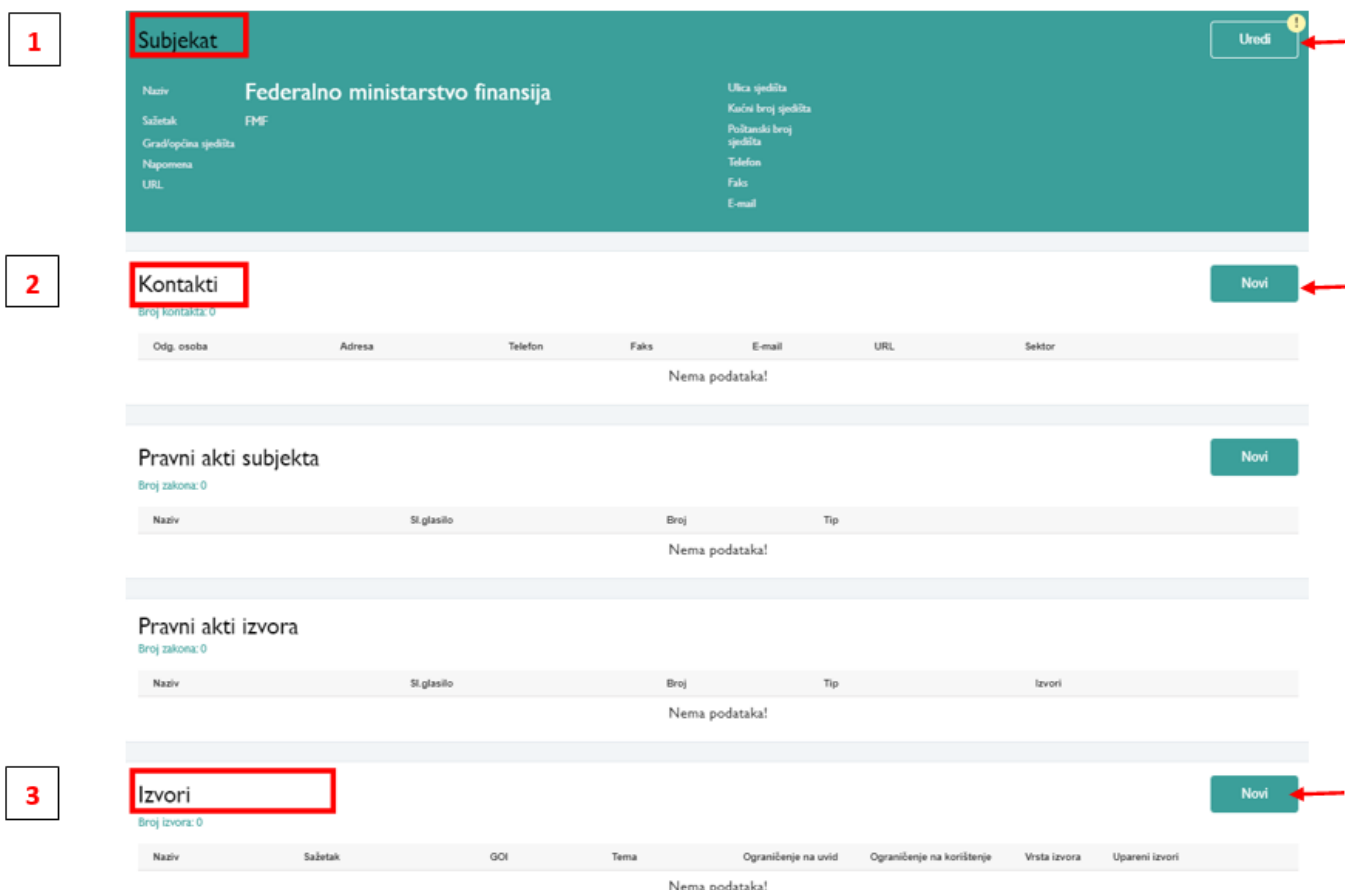 1
Subjekat
Uredi
!
Naziv
Federalno ministarstvo finansija
Sažetak
FMF
Grad/općina sjedišta
Napomena
URL
Ulica sjedišta
Kućni broj sjedišta
Poštanski broj
sjedišta
Telefon
Faks
E-mail
2
Kontakti
Novi
Broj kontakta: 0
Odg. osoba Adresa Telefon Faks E-mail URL Sektor
Nema podataka!
Pravni akti subjekta
Novi
Broj zakona: 0
Naziv Sl.glasilo Broj Tip
Nema podataka!
Pravni akti izvora
Broj zakona: 0
Naziv Sl.glasilo Broj Tip Izvori
Nema podataka!
3
Izvori
Novi
Broj izvora: 0
Naziv Sažetak GOI Tema Ograničenje na uvid Ograničenje na korištenje Vrsta izvora Upareni izvori
Nema podataka!